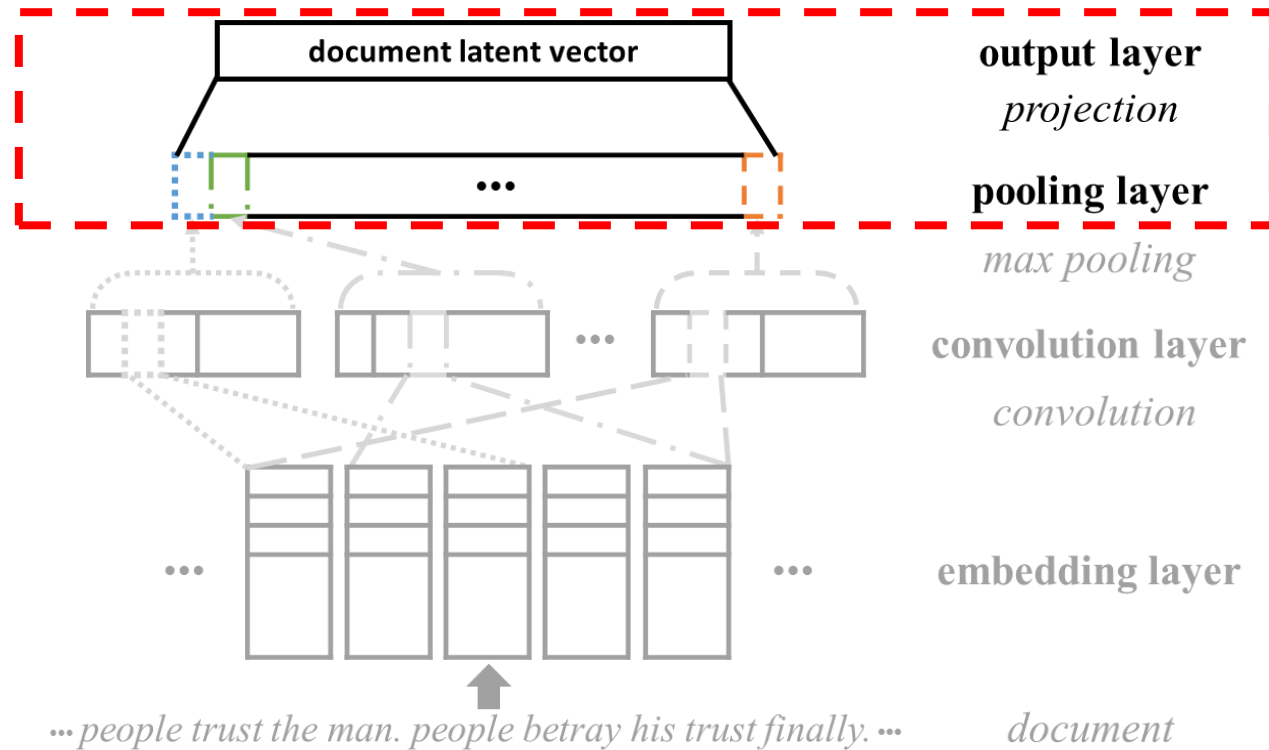 document latent vector
output layer
projection
...
pooling layer
max pooling
...
convolution layer
convolution
... ...
embedding layer
... people trust the man. people betray his trust finally. ...
document